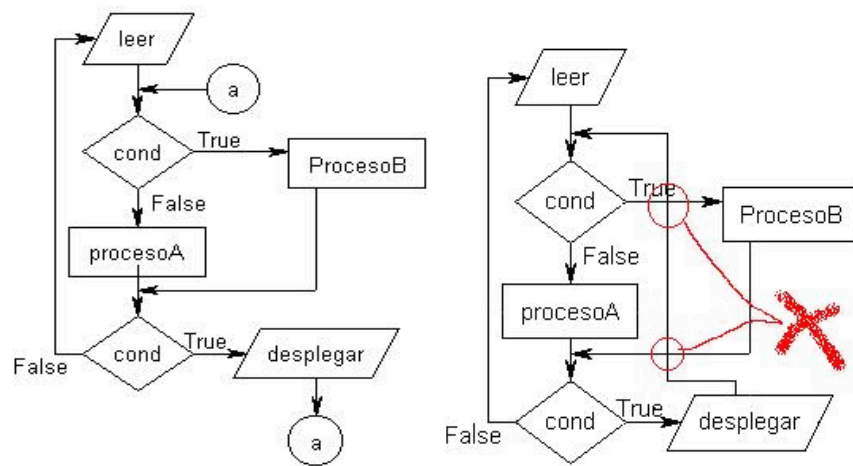 leer
a
cond
True
ProcesoB
False
procesoA
cond
True
desplegar
False
a
leer
cond
True
ProcesoB
False
procesoA
cond
True
desplegar
False